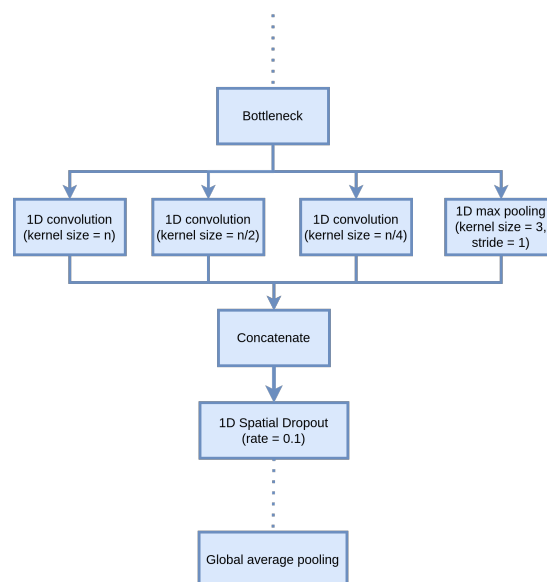 Bottleneck
1D convolution
(kernel size = n)
1D convolution
(kernel size = n/2)
1D convolution
(kernel size = n/4)
1D max pooling
(kernel size = 3,
stride = 1)
Concatenate
1D Spatial Dropout
(rate = 0.1)
Global average pooling